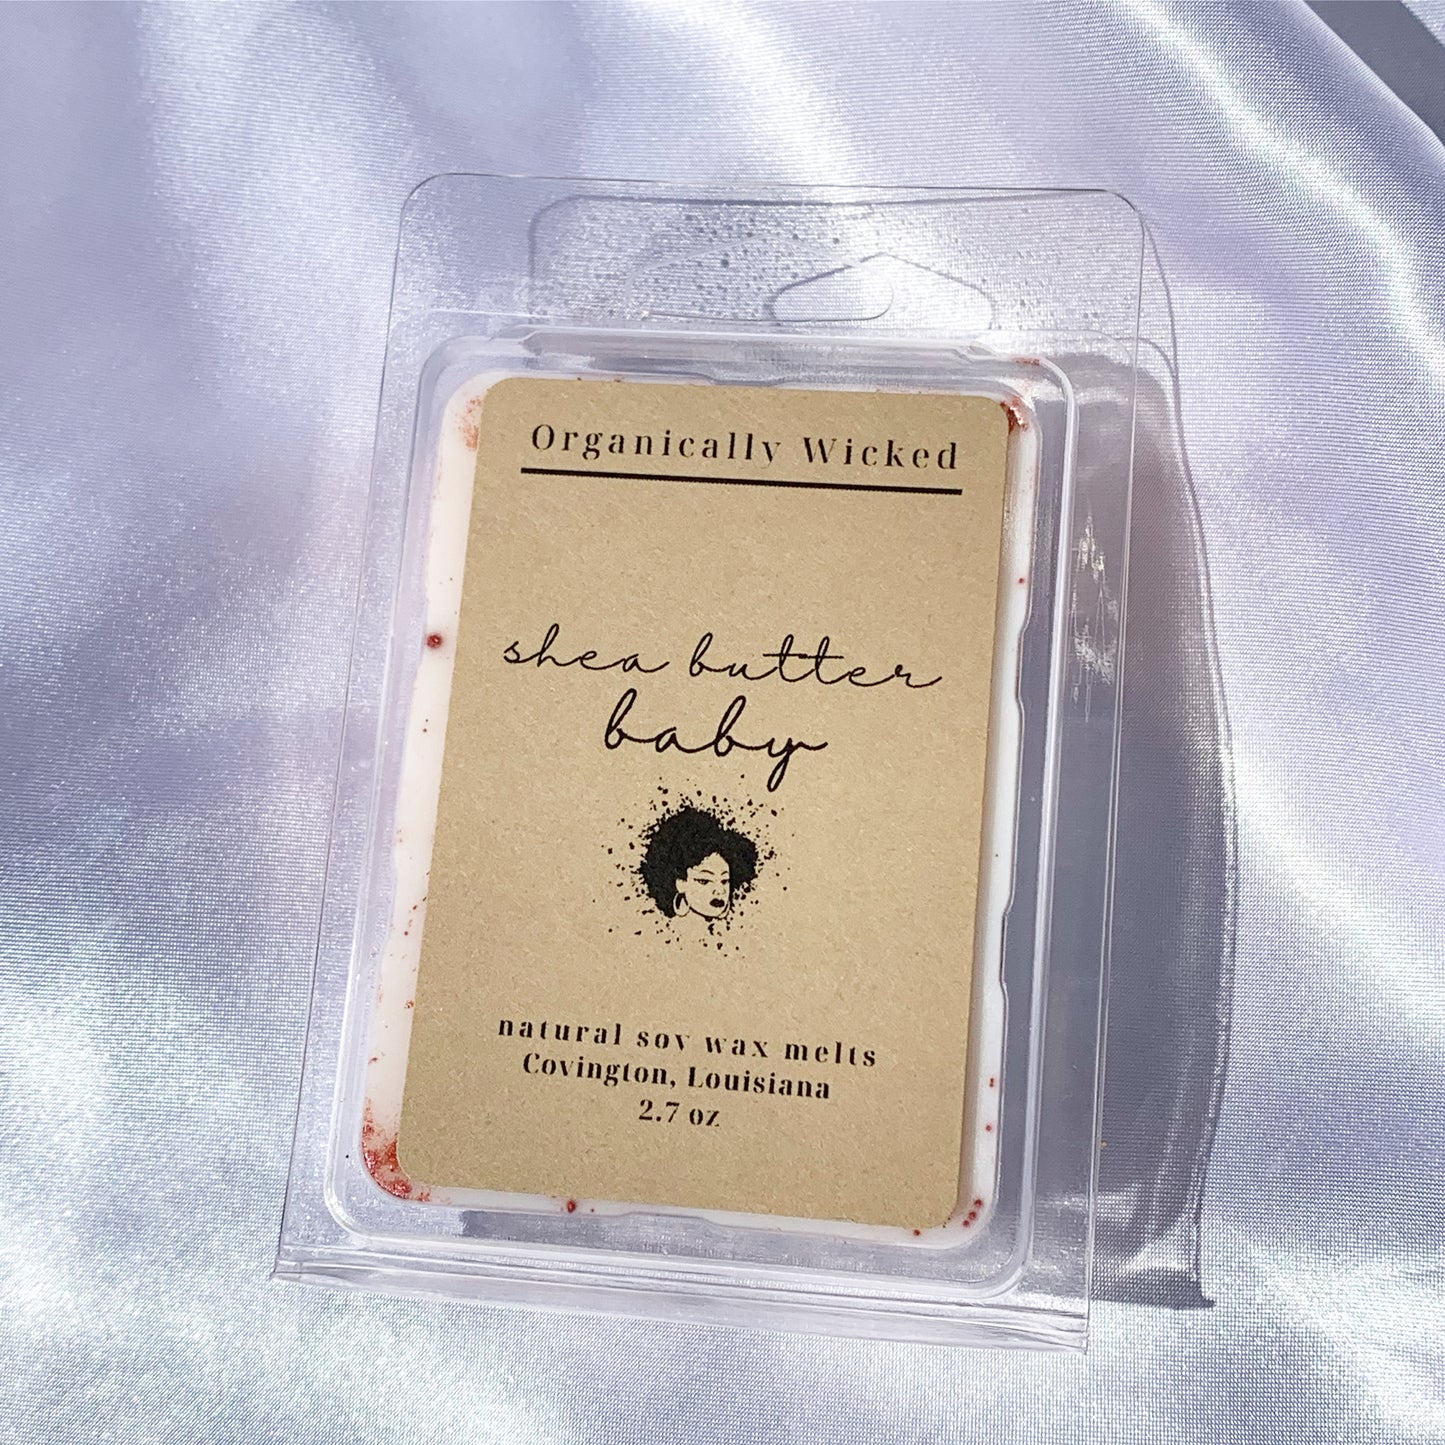 Organically Wicked
shea butter
baby
natural soy wax melts
Covington, Louisiana
2.7 oz